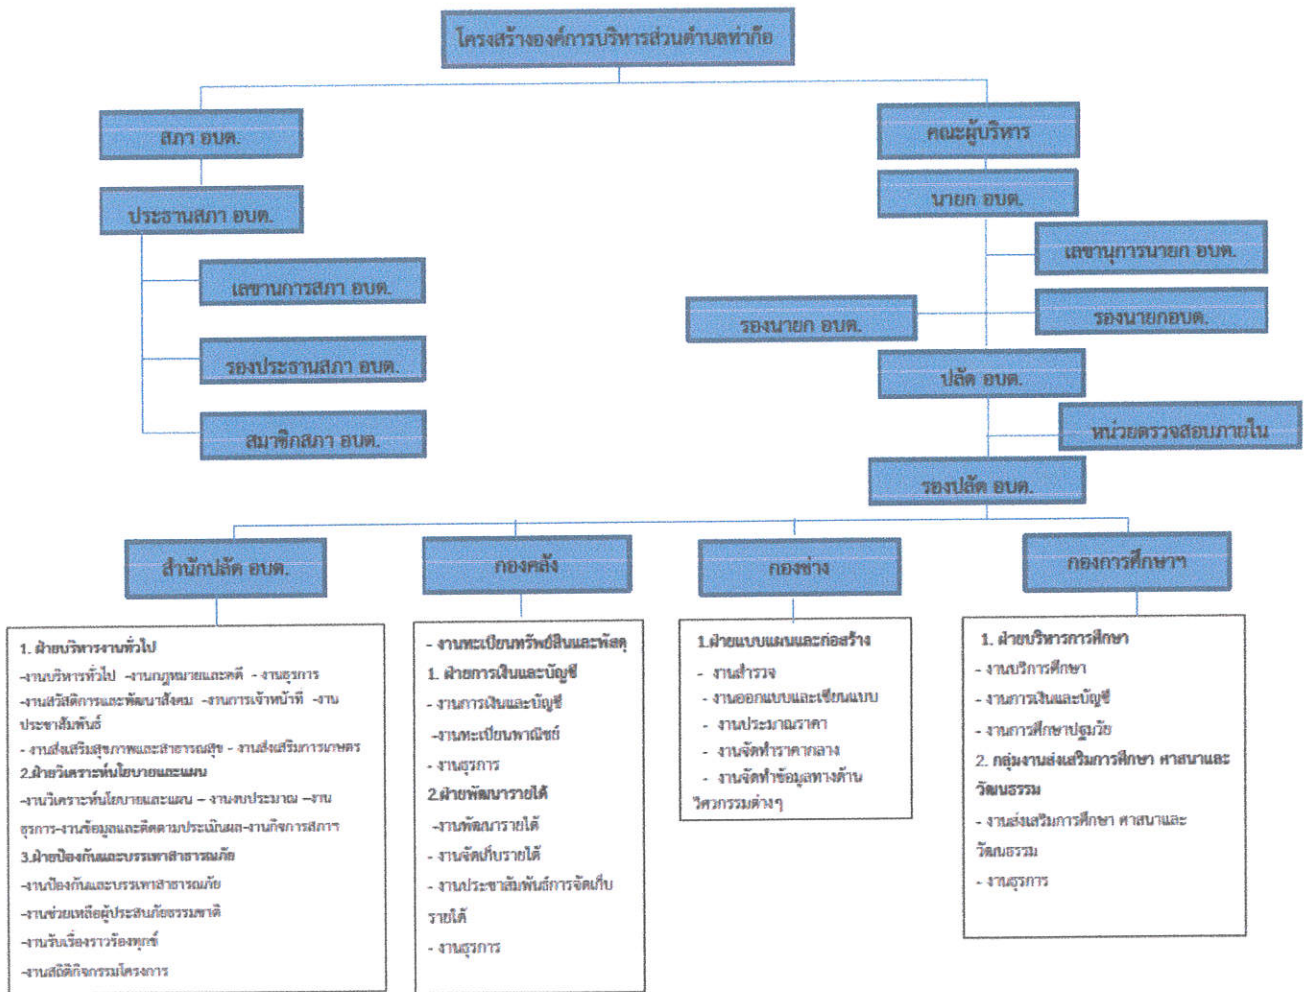 โครงสร้างองค์การบริหารส่วนตำบลท่าก๊อ
สภา อบต.
คณะผู้บริหาร
ประธานสภา อบต.
นายก อบต.
เลขานุการนายก อบต.
เลขานการสภา อบต.
รองนายก อบต.
รองนายกอบต.
รองประธานสภา อบต.
ปลัด อบต.
สมาชิกสภา อบต.
หน่วยตรวจสอบภายใน
รองปลัด อบต.
สำนักปลัด อบต.
กองคลัง
กองช่าง
กองการศึกษาฯ
1. ฝ่ายบริหารงานทั่วไป
-งานบริหารทั่วไป -งานกฎหมายและคดี - งานธุรการ
-งานสวัสดิการและพัฒนาสังคม -งานการเจ้าหน้าที่ -งาน
ประชาสัมพันธ์
- งานส่งเสริมสุขภาพและสาธารณสุข - งานส่งเสริมการเกษตร
2.ฝ่ายวิเคราะห์นโยบายและแผน
-งานวิเคราะห์นโยบายและแผน – งานงบประมาณ –งาน
ธุรการ-งานข้อมูลและติดตามประเมินผล-งานกิจการสภาฯ
3.ฝ่ายป้องกันและบรรเทาสาธารณภัย
-งานป้องกันและบรรเทาสาธารณภัย
-งานช่วยเหลือผู้ประสบภัยธรรมชาติ
-งานรับเรื่องราวร้องทุกข์
-งานสถิติกิจกรรมโครงการ
- งานทะเบียนทรัพย์สินและพัสดุ
1. ฝ่ายการเงินและบัญชี
- งานการเงินและบัญชี
-งานทะเบียนพาณิชย์
- งานธุรการ
2.ฝ่ายพัฒนารายได้
-งานพัฒนารายได้
- งานจัดเก็บรายได้
- งานประชาสัมพันธ์การจัดเก็บ
รายได้
- งานธุรการ
1.ฝ่ายแบบแผนและก่อสร้าง
- งานสำรวจ
- งานออกแบบและเขียนแบบ
- งานประมาณราคา
- งานจัดทำราคากลาง
- งานจัดทำข้อมูลทางด้าน
วิศวกรรมต่างๆ
1. ฝ่ายบริหารการศึกษา
- งานบริการศึกษา
- งานการเงินและบัญชี
- งานการศึกษาปฐมวัย
2. กลุ่มงานส่งเสริมการศึกษา ศาสนาและ
วัฒนธรรม
- งานส่งเสริมการศึกษา ศาสนาและ
วัฒนธรรม
- งานธุรการ